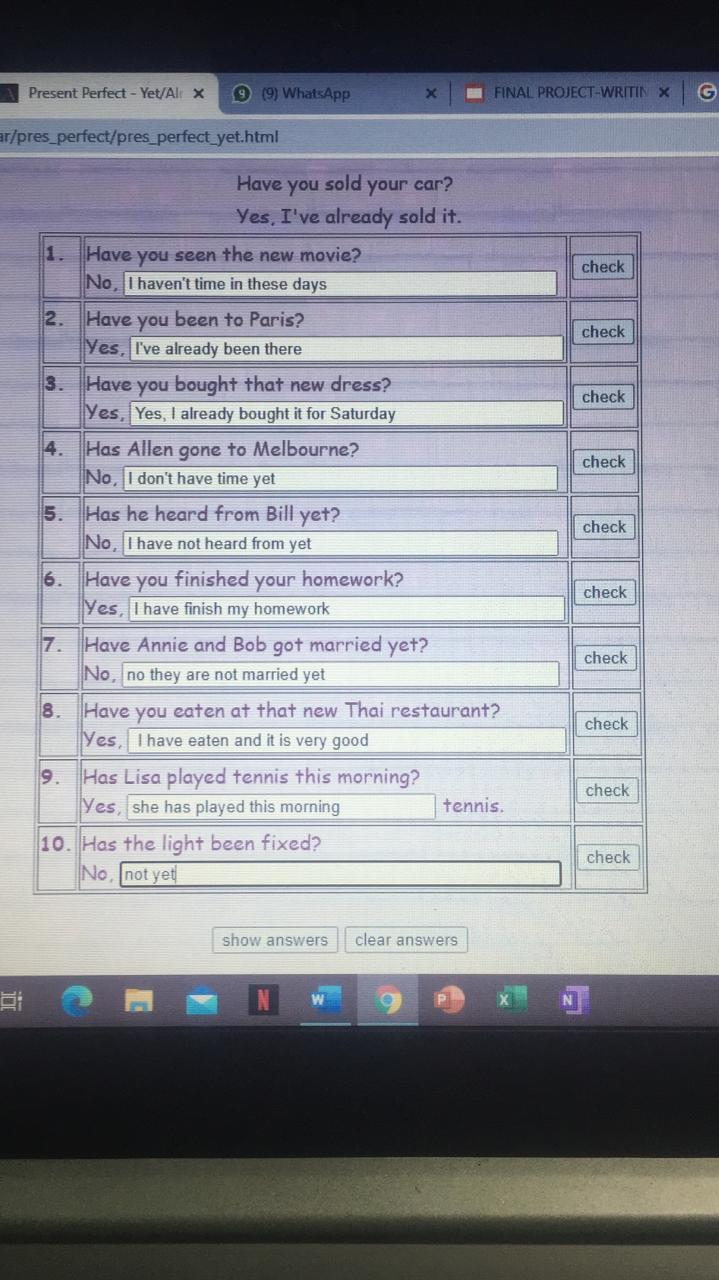 Present Perfect - Yet/Al
(9) WhatsApp
FINAL PROJECT-WRITIN
ar/pres_perfect/pres_perfect_yet.html
Have you sold your car?
Yes, I've already sold it.
1. Have you seen the new movie?
No, I haven't time in these days
check
2. Have you been to Paris?
Yes, I've already been there
check
3. Have you bought that new dress?
Yes, Yes, I already bought it for Saturday
check
4. Has Allen gone to Melbourne?
No, I don't have time yet
check
5. Has he heard from Bill yet?
No, I have not heard from yet
check
6. Have you finished your homework?
Yes, I have finish my homework
check
7. Have Annie and Bob got married yet?
No, no they are not married yet
check
8. Have you eaten at that new Thai restaurant?
Yes, I have eaten and it is very good
check
9. Has Lisa played tennis this morning?
Yes, she has played this morning tennis.
check
10. Has the light been fixed?
No, not yet
check
show answers clear answers